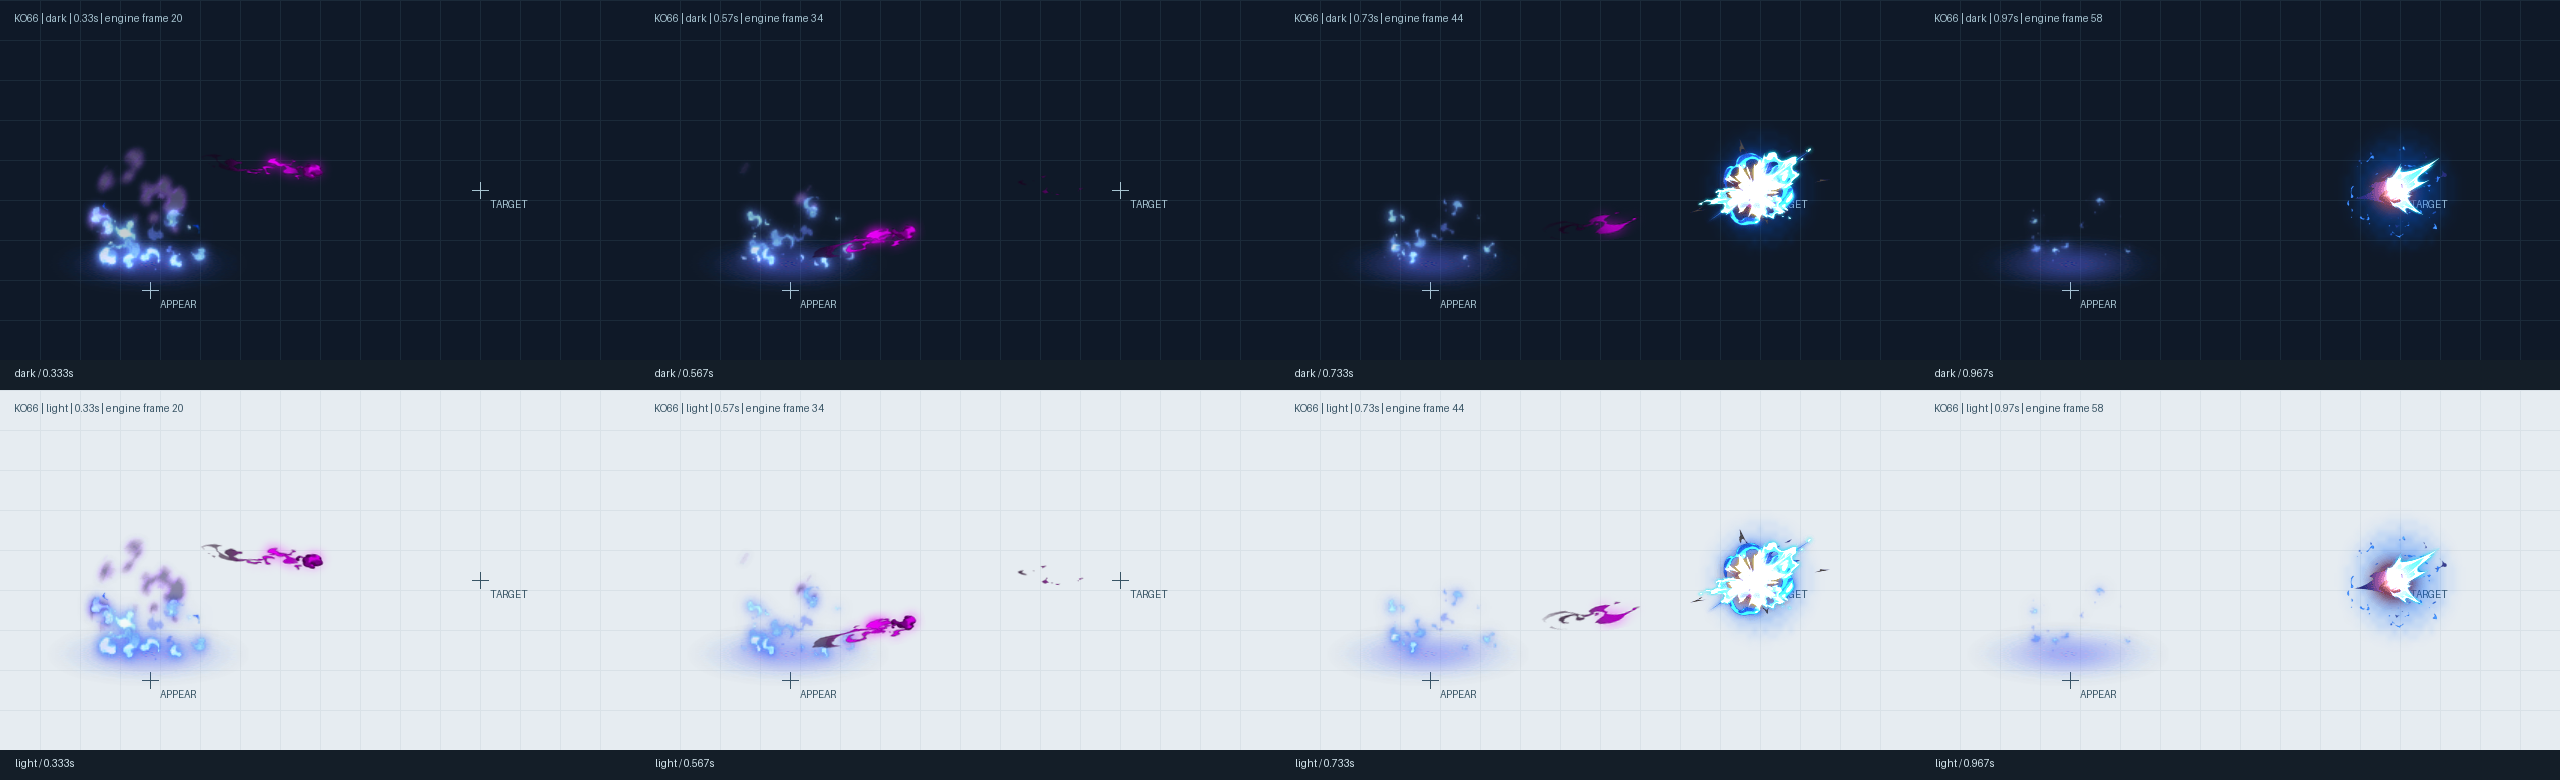 KO66 | dark | 0.33s | engine frame 20
KO66 | dark | 0.57s | engine frame 34
KO66 | dark | 0.73s | engine frame 44
KO66 | dark | 0.97s | engine frame 58
TARGET
TARGET
GET
TARGET
APPEAR
APPEAR
APPEAR
APPEAR
dark / 0.333s
dark / 0.567s
dark / 0.733s
dark / 0.967s
KO66 | light | 0.33s | engine frame 20
KO66 | light | 0.57s | engine frame 34
KO66 | light | 0.73s | engine frame 44
KO66 | light | 0.97s | engine frame 58
TARGET
TARGET
GET
TARGET
APPEAR
APPEAR
APPEAR
APPEAR
light / 0.333s
light / 0.567s
light / 0.733s
light / 0.967s